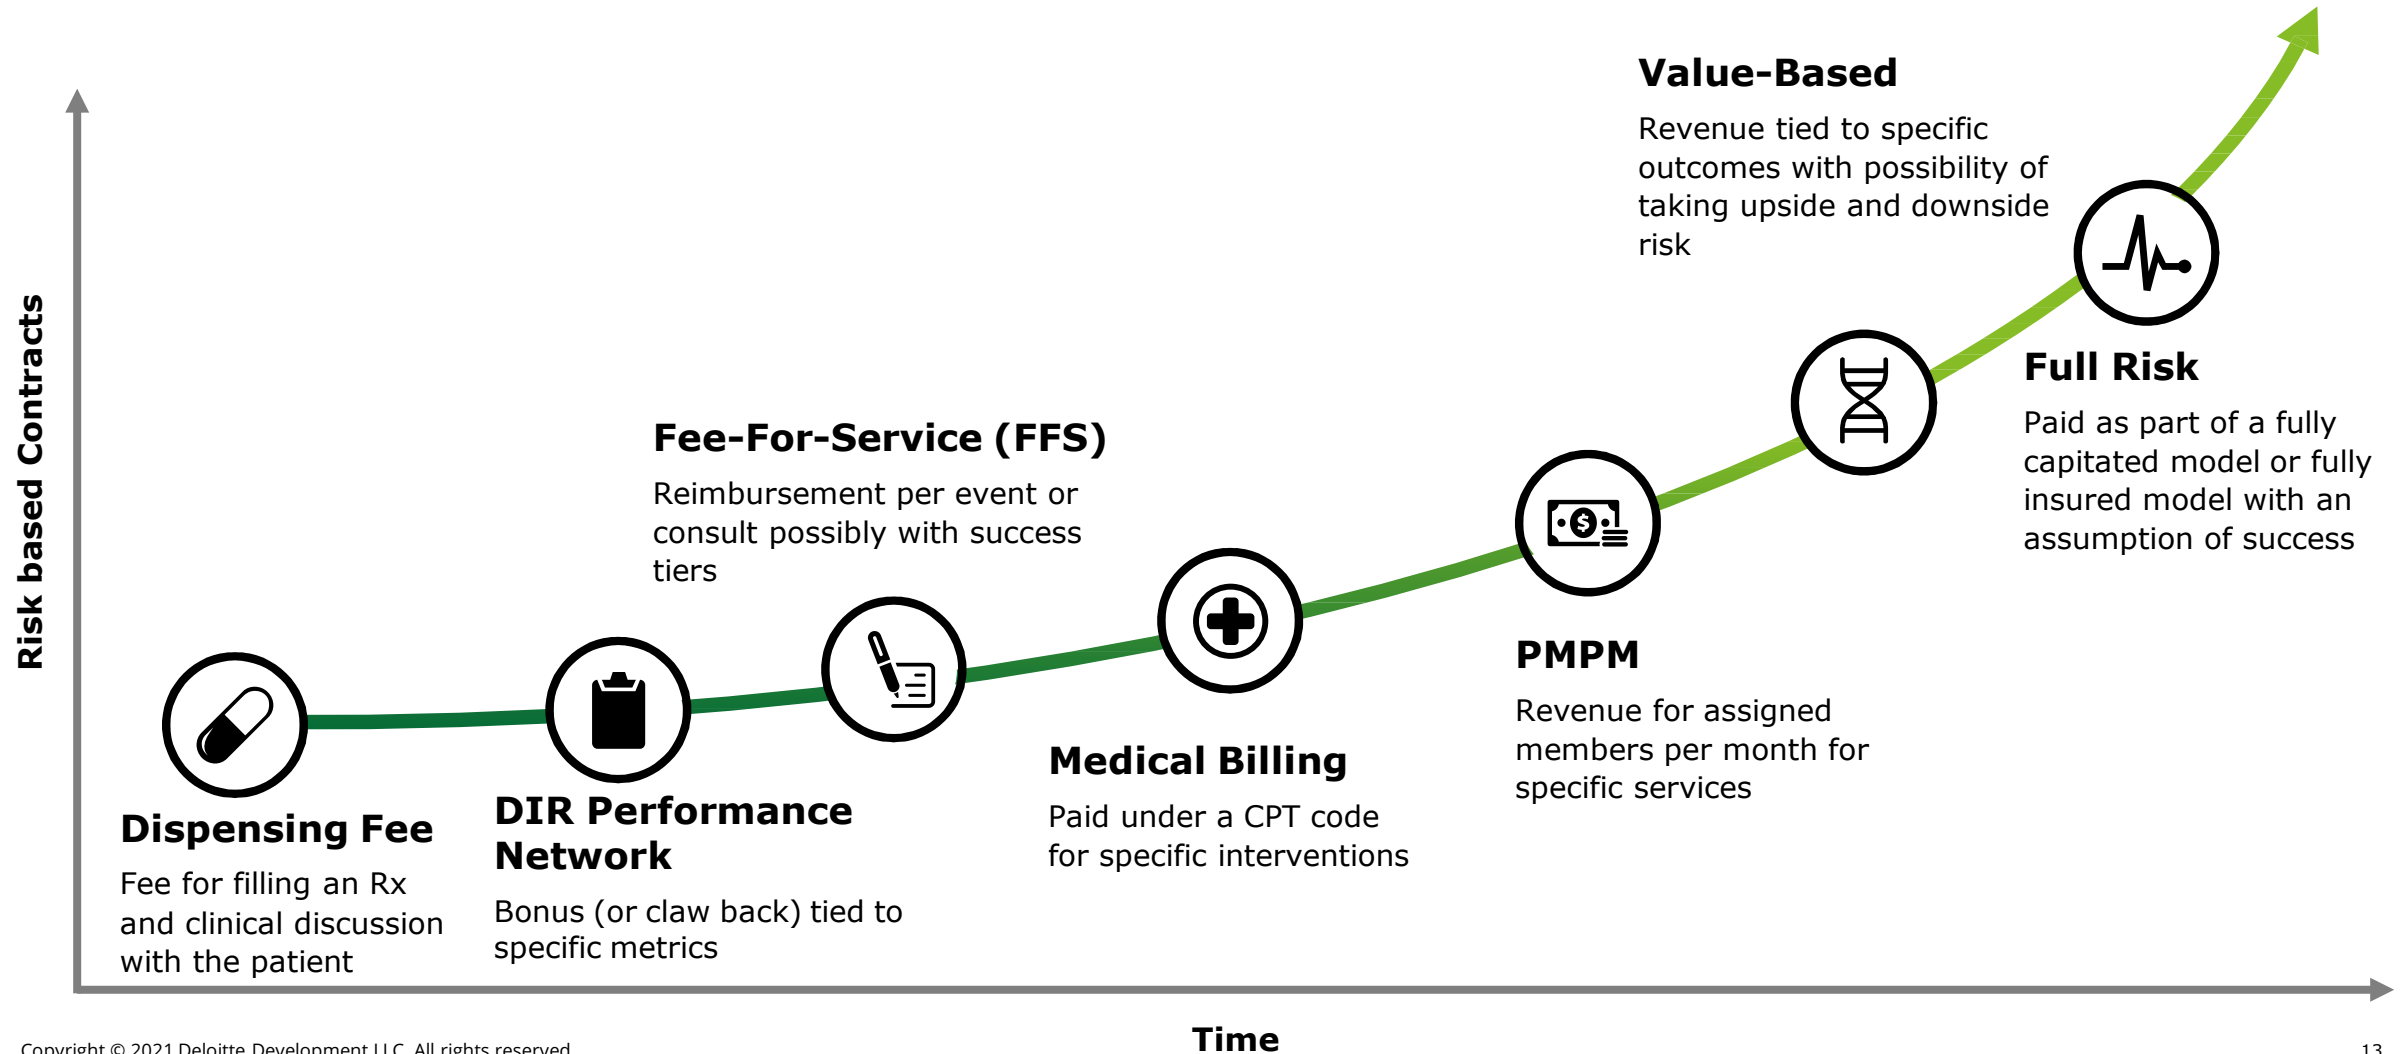 Value-Based
Revenue tied to specific
outcomes with possibility of
taking upside and downside
risk
Risk based Contracts
Full Risk
Paid as part of a fully
capitated model or fully
insured model with an
assumption of success
Fee-For-Service (FFS)
Reimbursement per event or
consult possibly with success
tiers
$
PMPM
Revenue for assigned
members per month for
specific services
Medical Billing
Paid under a CPT code
for specific interventions
DIR Performance
Network
Bonus (or claw back) tied to
specific metrics
Dispensing Fee
Fee for filling an Rx
and clinical discussion
with the patient
Time
Copyright © 2021 Deloitte Development LLC. All rights reserved.
13